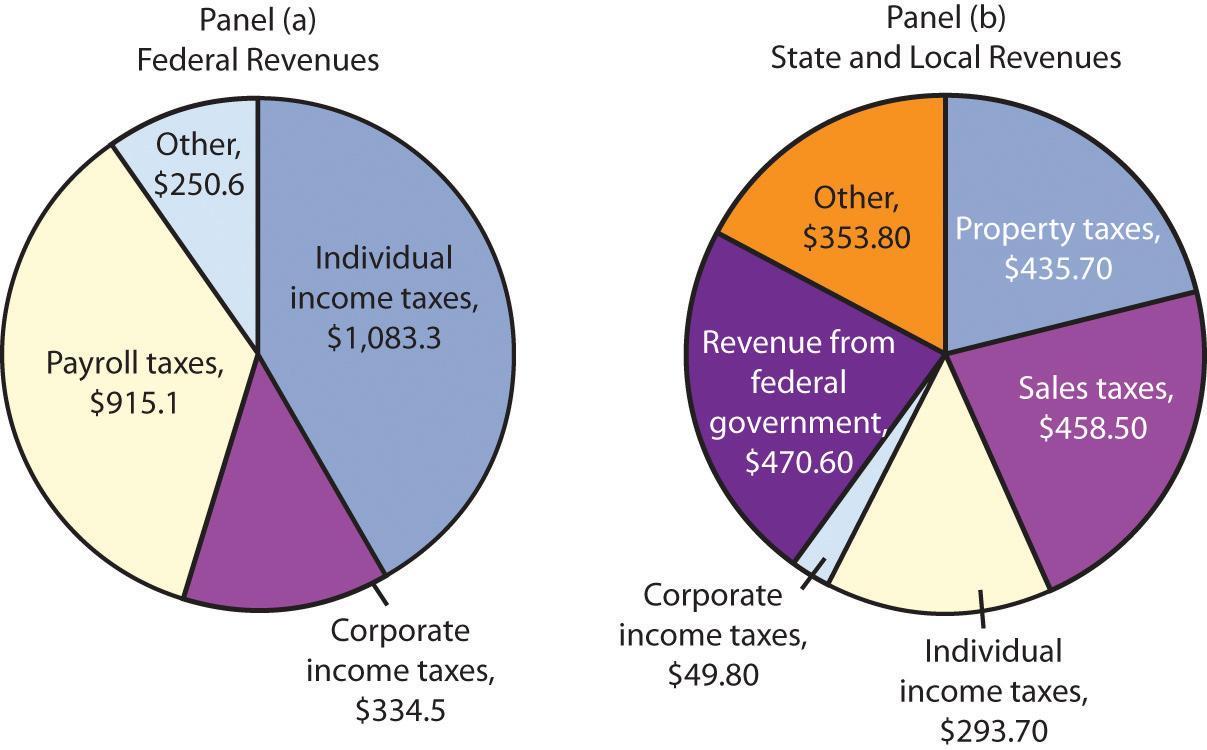 Panel (a)
Federal Revenues
Other,
$250.6
Individual
income taxes,
$1,083.3
Payroll taxes,
$915.1
Corporate
income taxes,
$334.5
Panel (b)
State and Local Revenues
Other,
$353.80
Property taxes,
$435.70
Revenue from
federal
government,
$470.60
Sales taxes,
$458.50
Corporate
income taxes,
$49.80
Individual
income taxes,
$293.70